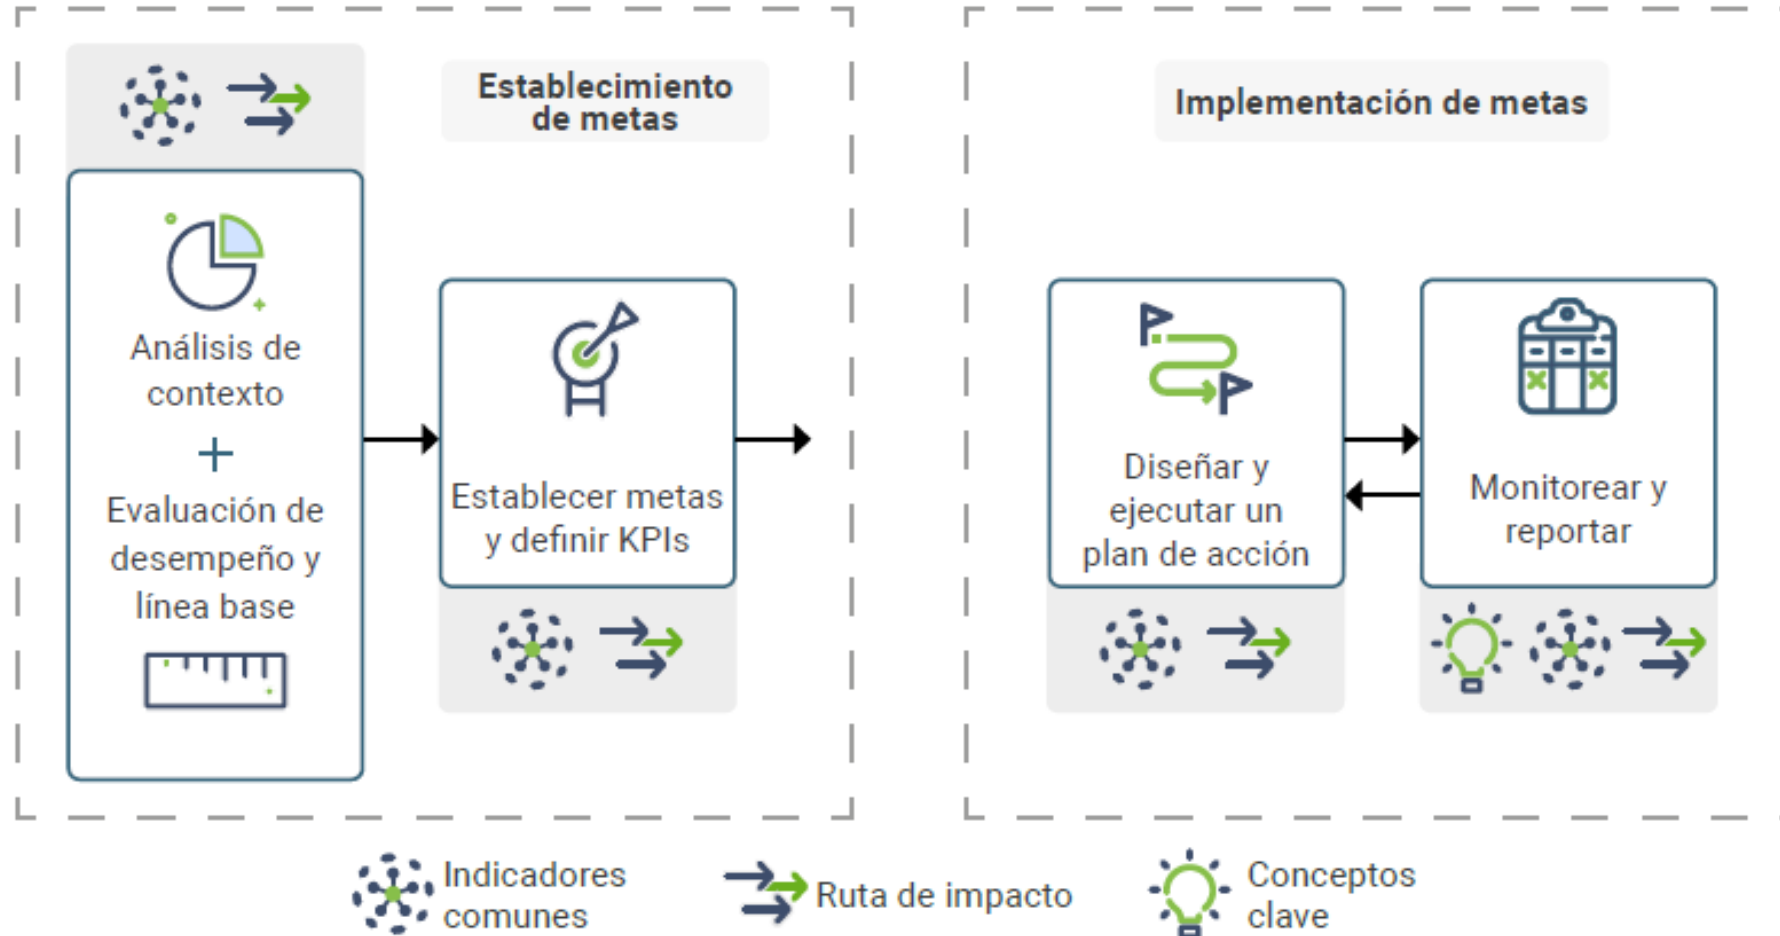 Establecimiento
de metas
Análisis de
contexto
+
Evaluación de
desempeño y
línea base
Establecer metas
y definir KPIs
Implementación de metas
Diseñar y
ejecutar un
plan de acción
Monitorear y
reportar
Indicadores
comunes
Ruta de impacto
Conceptos
clave